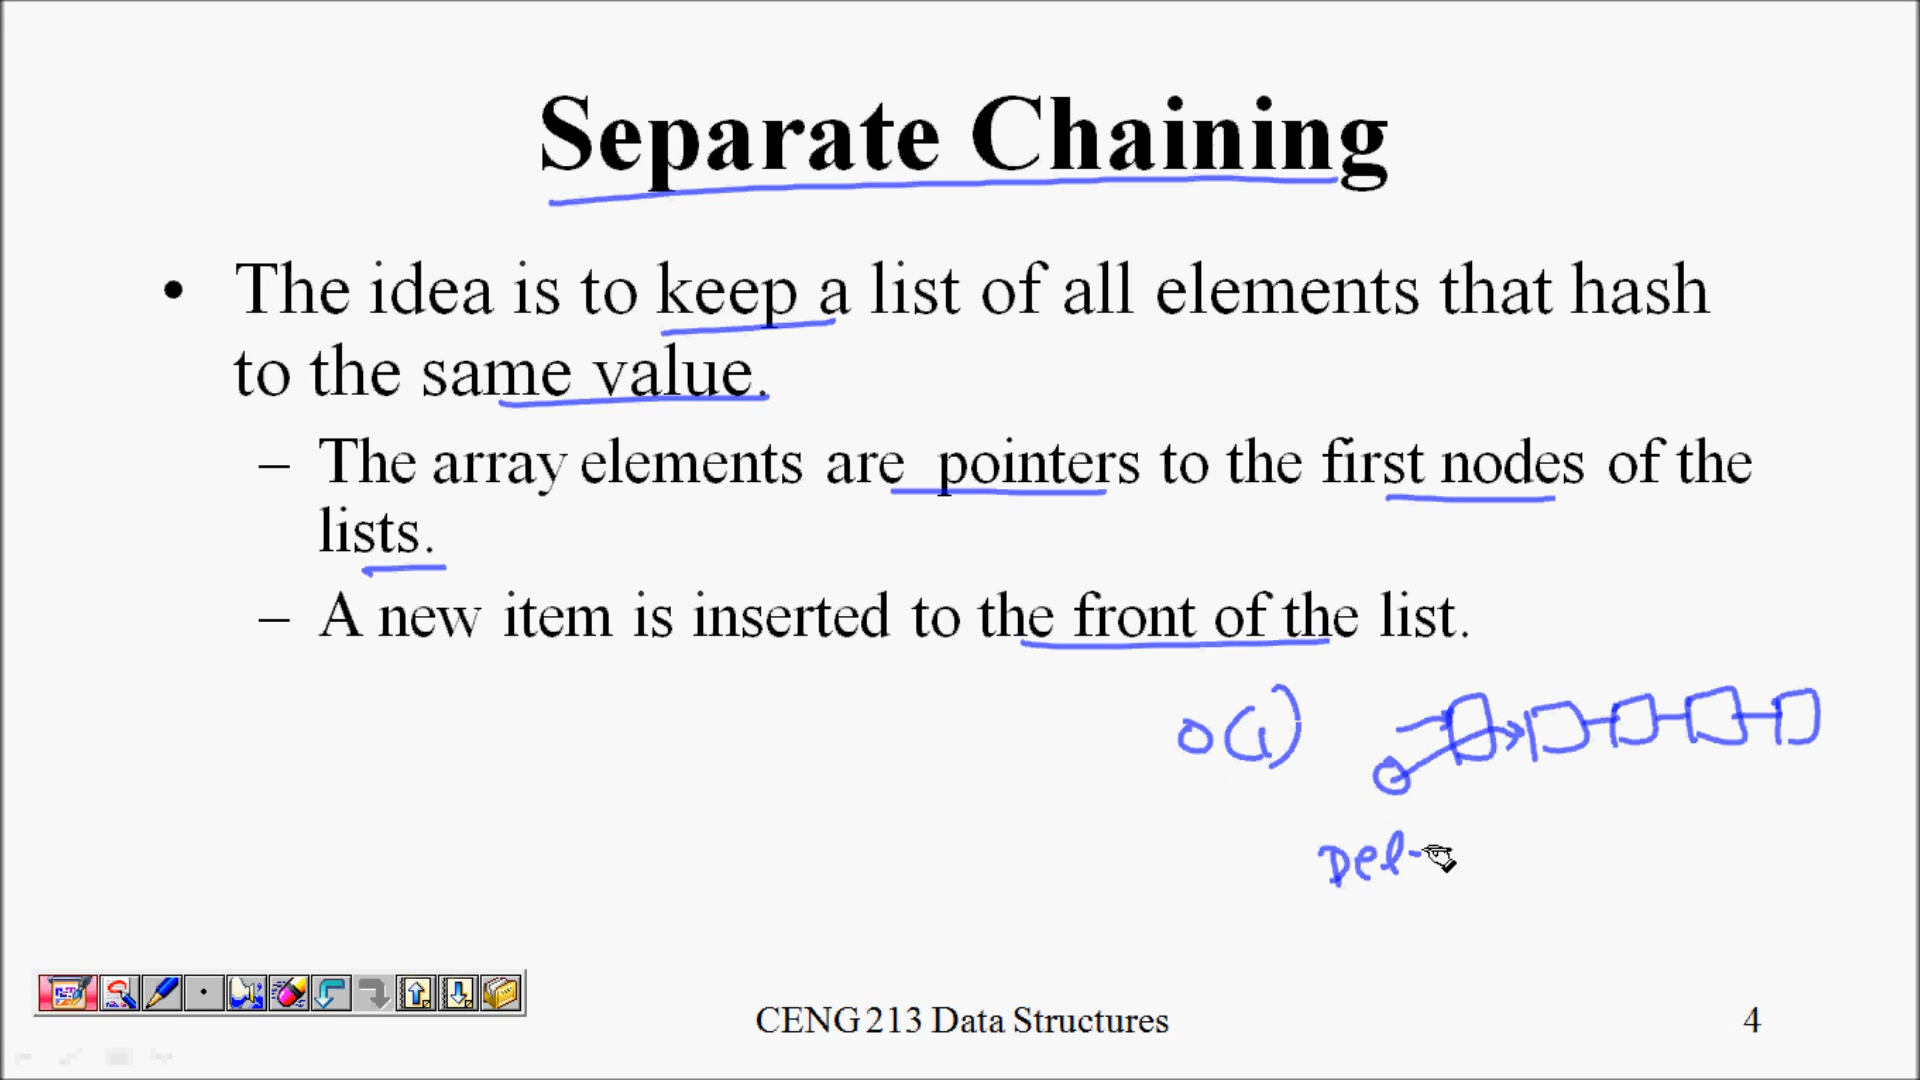 Separate Chaining
• The idea is to keep a list of all elements that hash
to the same value.
– The array elements are pointers to the first nodes of the
lists.
– A new item is inserted to the front of the list.
O(1)
Del-
CENG 213 Data Structures
4